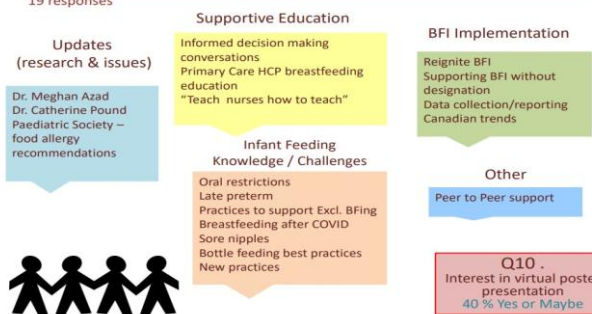 19 responses
Supportive Education
Informed decision making
conversations
Primary Care HCP breastfeeding
education
"Teach nurses how to teach"
BFI Implementation
Reignite BFI
Supporting BFI without
designation
Data collection/reporting
Canadian trends
Updates
(research & issues)
Dr. Meghan Azad
Dr. Catherine Pound
Paediatric Society –
food allergy
recommendations
Infant Feeding
Knowledge / Challenges
Oral restrictions
Late preterm
Practices to support Excl. BFing
Breastfeeding after COVID
Sore nipples
Bottle feeding best practices
New practices
Other
Peer to Peer support
Q10 .
Interest in virtual poste
presentation
40 % Yes or Maybe